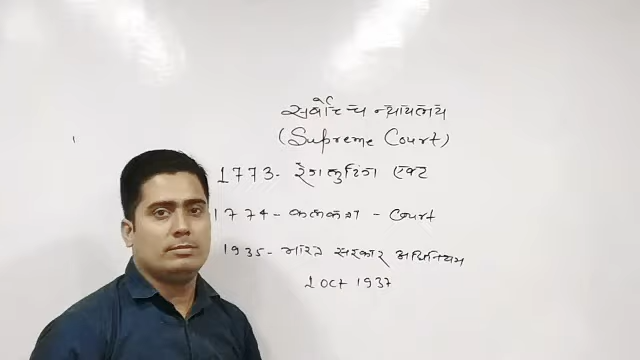 सर्वोच्च न्यायालय
(Supreme Court)
1773- रेगुलेटिंग एक्ट
1774- कलकत्ता - Court
1935- भारत सरकार अधिनियम
1 Oct 1937